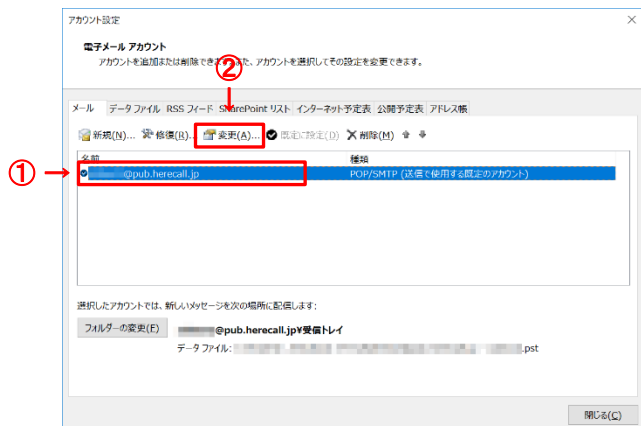 アカウント設定
電子メール アカウント
アカウントを追加または削除できます。また、アカウントを選択してその設定を変更できます。
②
メール データ ファイル RSS フィード SharePoint リスト インターネット予定表 公開予定表 アドレス帳
新規(N)... 修復(R)... 変更(A)... 既定に設定(D) 削除(M)
名前 種類
① @pub.herecall.jp POP/SMTP (送信で使用する既定のアカウント)
選択したアカウントでは、新しいメッセージを次の場所に配信します:
フォルダーの変更(F) @pub.herecall.jp¥受信トレイ
データ ファイル: .pst
閉じる(C)